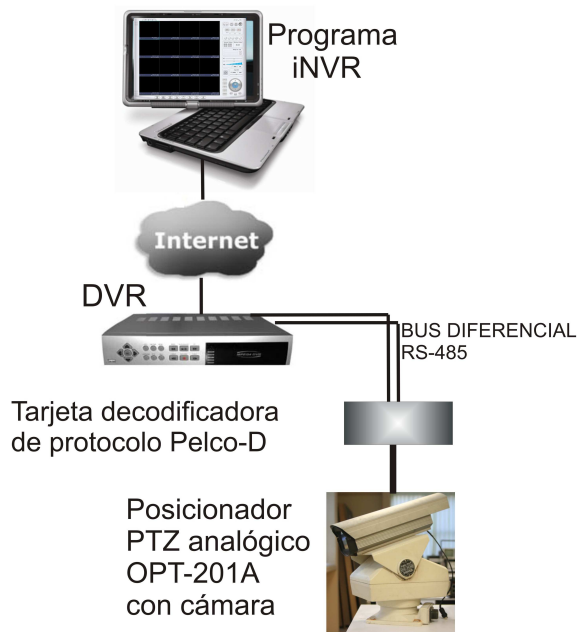 Programa
iNVR
Internet
DVR
BUS DIFERENCIAL
RS-485
Tarjeta decodificadora
de protocolo Pelco-D
Posicionador
PTZ analógico
OPT-201A
con cámara